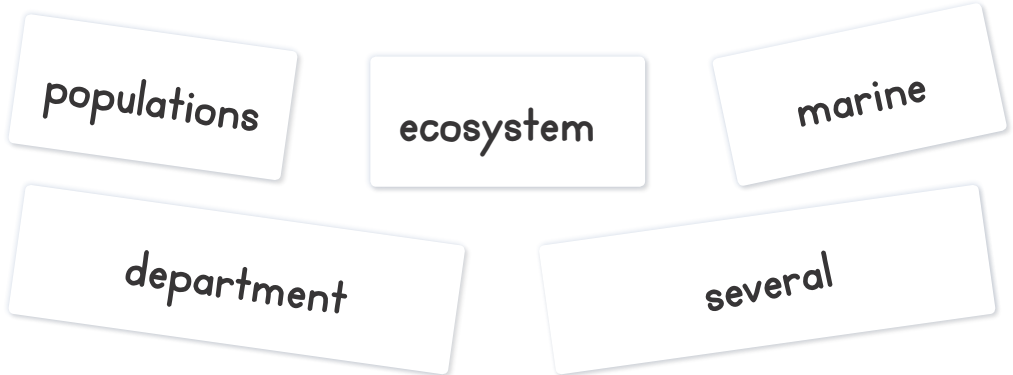 populations
ecosystem
marine
department
several